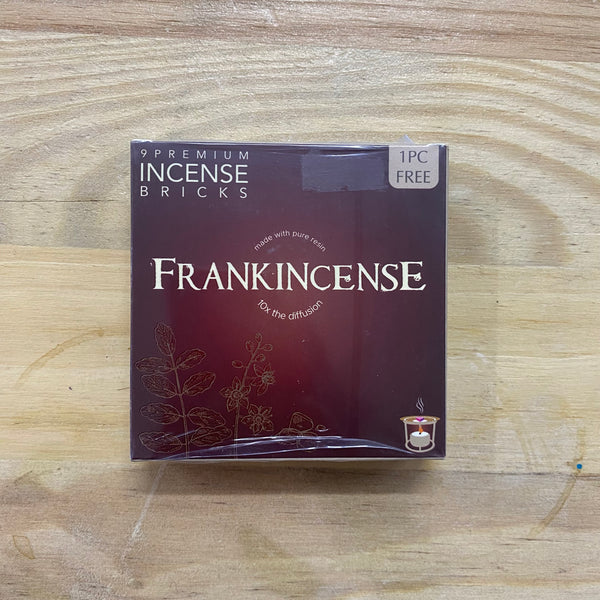 9 PREMIUM
INCENSE
BRICKS
1PC
FREE
made with pure resin
FRANKINCENSE
10x the diffusion